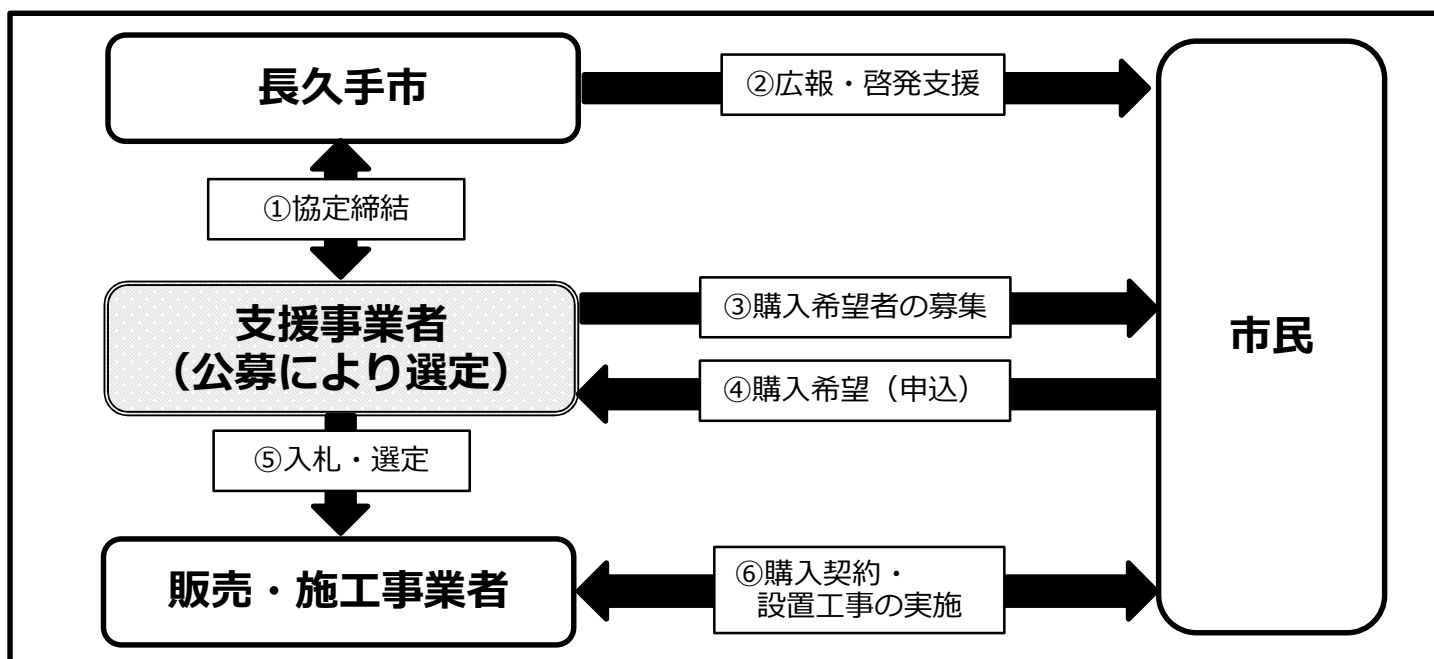 長久手市
②広報・啓発支援
①協定締結
支援事業者
（公募により選定）
③購入希望者の募集
市民
④購入希望（申込）
⑤入札・選定
販売・施工事業者
⑥購入契約・
設置工事の実施